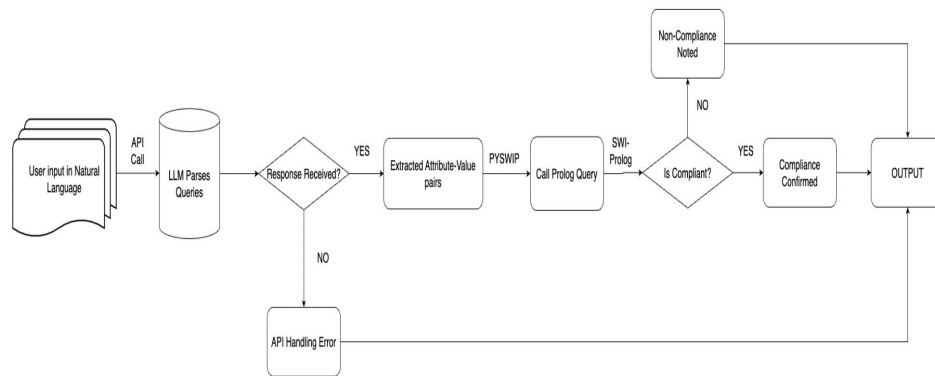 Non-Compliance
Noted
NO
API
Call
YES
PYSWIP
SWI-
Prolog
YES
User input in Natural
Language
LLM Parses
Queries
Response Received?
Extracted Attribute-Value
pairs
Call Prolog Query
Is Compliant?
Compliance
Confirmed
OUTPUT
NO
API Handling Error